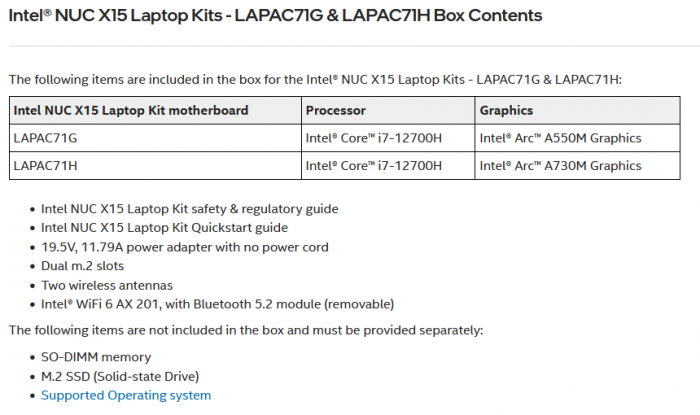 Intel® NUC X15 Laptop Kits - LAPAC71G & LAPAC71H Box Contents
The following items are included in the box for the Intel® NUC X15 Laptop Kits - LAPAC71G & LAPAC71H:
Intel NUC X15 Laptop Kit motherboard Processor Graphics
LAPAC71G Intel® Core™ i7-12700H Intel® Arc™ A550M Graphics
LAPAC71H Intel® Core™ i7-12700H Intel® Arc™ A730M Graphics
• Intel NUC X15 Laptop Kit safety & regulatory guide
• Intel NUC X15 Laptop Kit Quickstart guide
• 19.5V, 11.79A power adapter with no power cord
• Dual m.2 slots
• Two wireless antennas
• Intel® WiFi 6 AX 201, with Bluetooth 5.2 module (removable)
The following items are not included in the box and must be provided separately:
• SO-DIMM memory
• M.2 SSD (Solid-state Drive)
• Supported Operating system